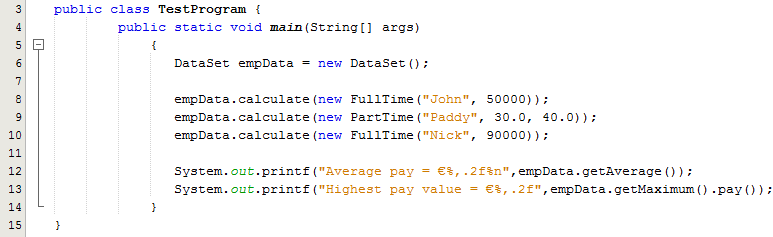 3 public class TestProgram {
4 public static void main(String[] args)
5 {
6 DataSet empData = new DataSet();
7
8 empData.calculate(new FullTime("John", 50000));
9 empData.calculate(new PartTime("Paddy", 30.0, 40.0));
10 empData.calculate(new FullTime("Nick", 90000));
11
12 System.out.printf("Average pay = €%,.2f%n",empData.getAverage());
13 System.out.printf("Highest pay value = €%,.2f",empData.getMaximum().pay());
14 }
15 }